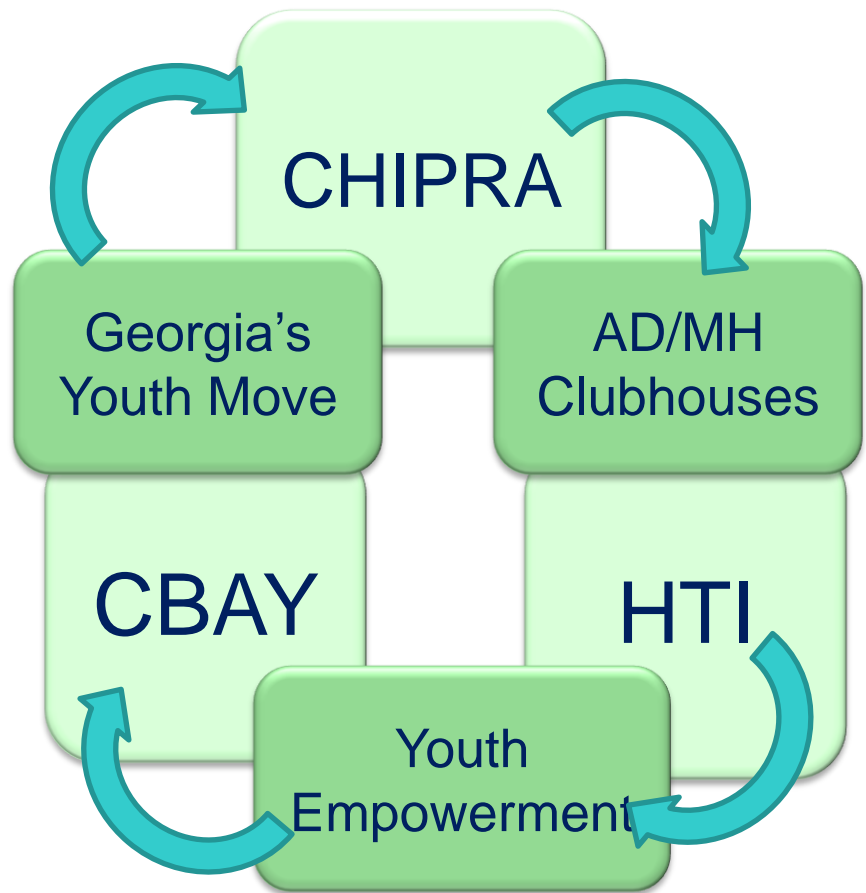 CHIPRA
Georgia’s
Youth Move
AD/MH
Clubhouses
CBAY
HTI
Youth
Empowerment